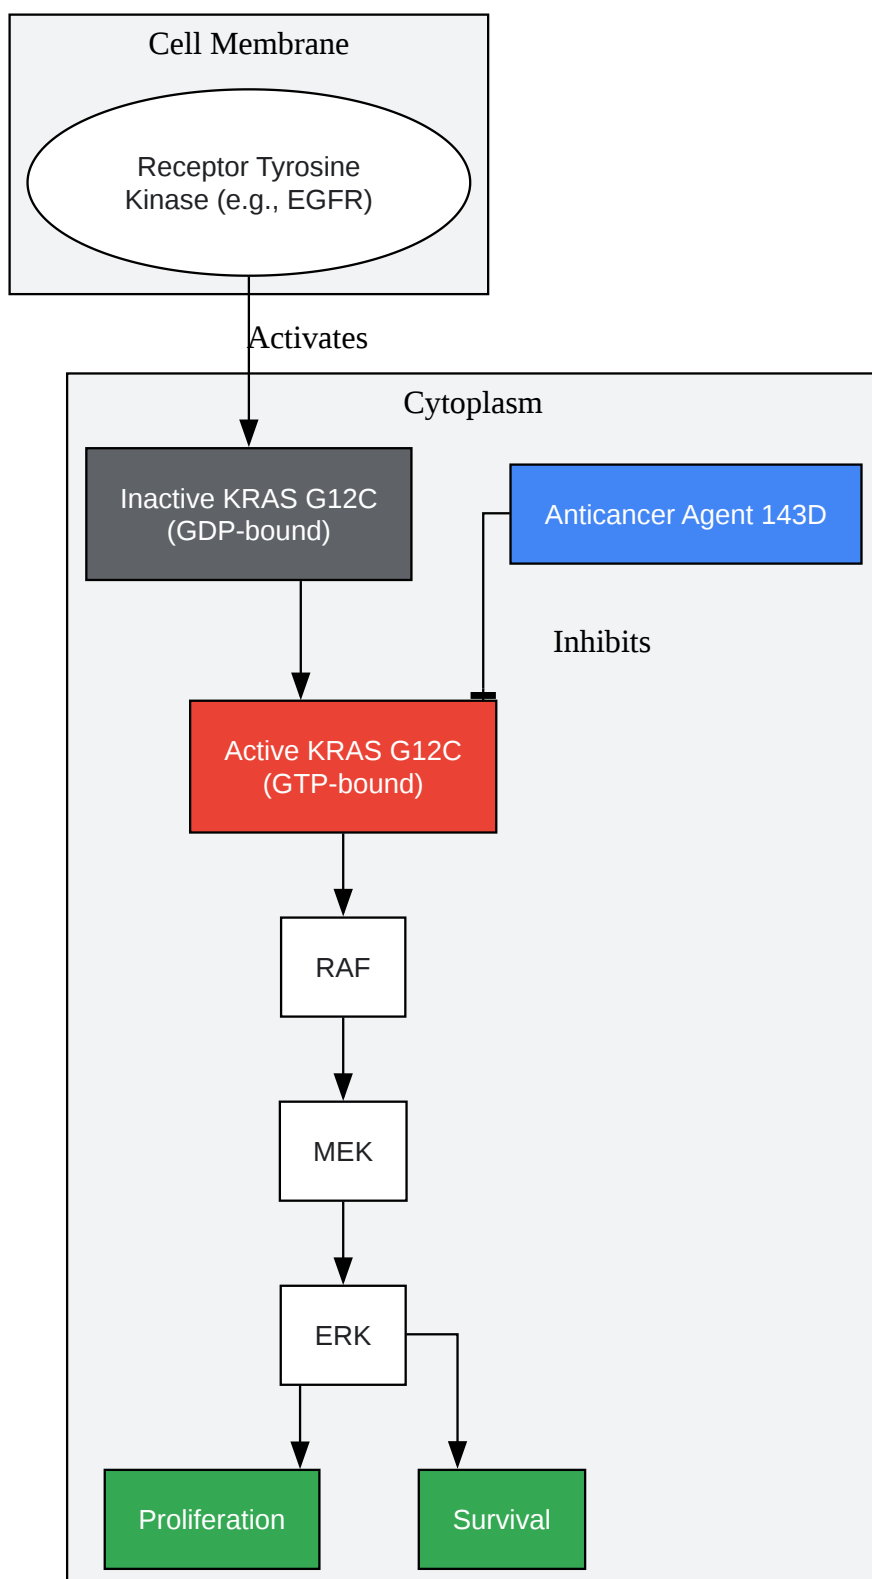 Cell Membrane
Receptor Tyrosine
Kinase (e.g., EGFR)
Activates
Cytoplasm
Inactive KRAS G12C
(GDP-bound)
Anticancer Agent 143D
Inhibits
Active KRAS G12C
(GTP-bound)
RAF
MEK
ERK
Proliferation
Survival